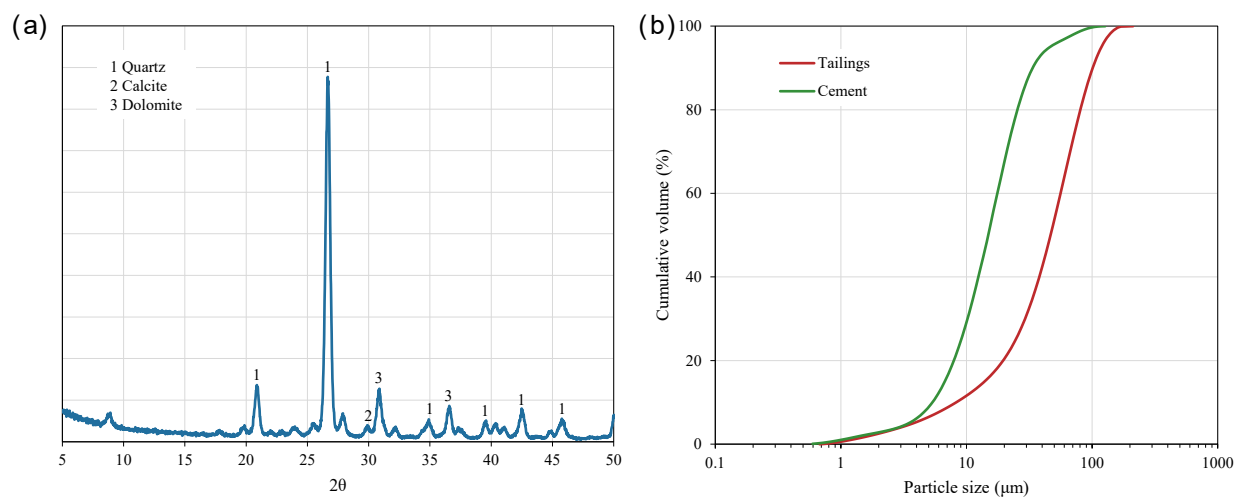 (a)
1 Quartz
2 Calcite
3 Dolomite
1
1
2
3
1
3
1
1
1
5 10 15 20 25 30 35 40 45 50
2θ
(b)
Tailings
Cement
Cumulative volume (%)
100
80
60
40
20
0
0.1 1 10 100 1000
Particle size (μm)